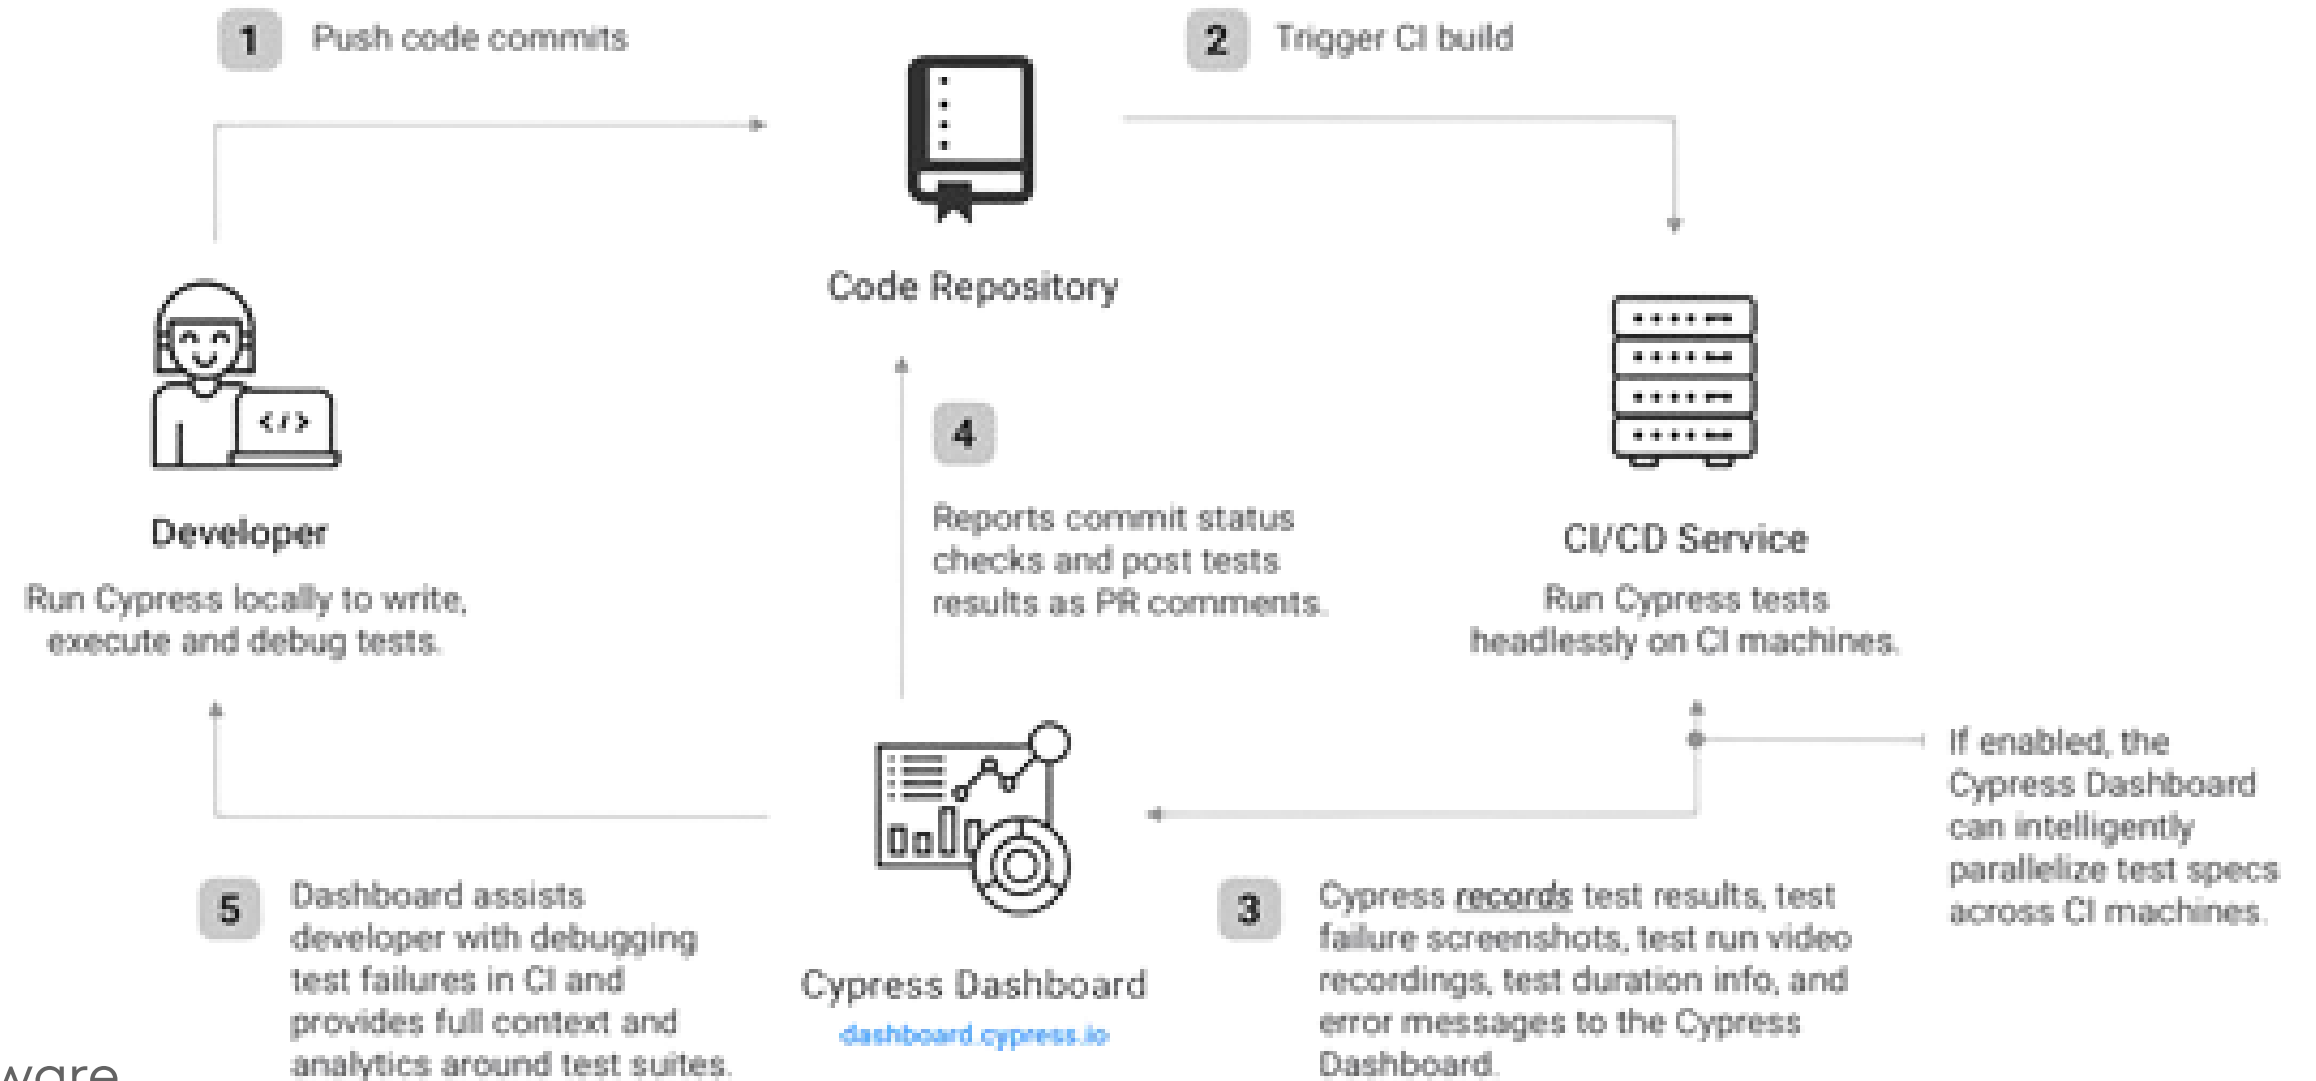 1 Push code commits
2 Trigger CI build
Code Repository
Developer
Run Cypress locally to write,
execute and debug tests.
4
Reports commit status
checks and post tests
results as PR comments.
CI/CD Service
Run Cypress tests
headlessly on CI machines.
If enabled, the
Cypress Dashboard
can intelligently
parallelize test specs
across CI machines.
5 Dashboard assists
developer with debugging
test failures in CI and
provides full context and
analytics around test suites.
Cypress Dashboard
dashboard.cypress.io
3 Cypress records test results, test
failure screenshots, test run video
recordings, test duration info, and
error messages to the Cypress
Dashboard.
ware